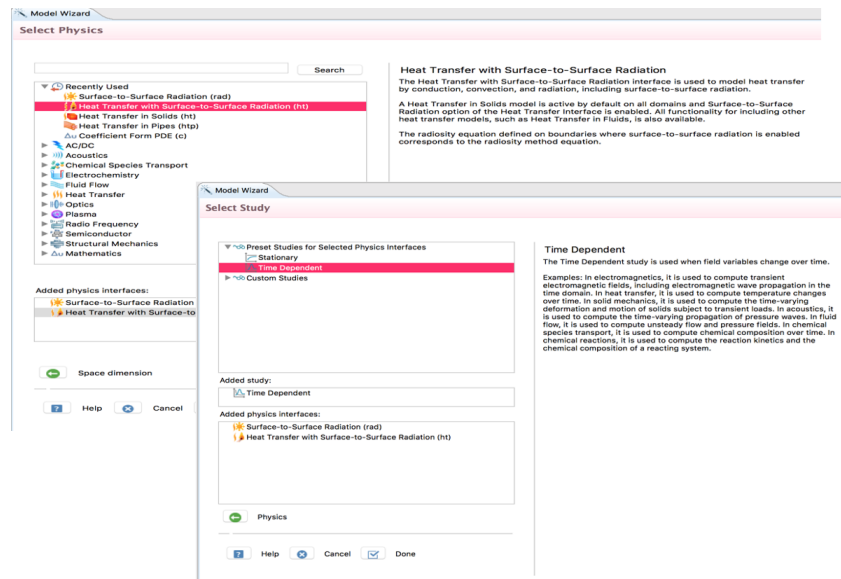 Model Wizard
Select Physics
Search
Recently Used
Surface-to-Surface Radiation (rad)
Heat Transfer with Surface-to-Surface Radiation (ht)
Heat Transfer in Solids (ht)
Heat Transfer in Pipes (htp)
Δu Coefficient Form PDE (c)
AC/DC
Acoustics
Chemical Species Transport
Electrochemistry
Fluid Flow
Heat Transfer
Optics
Plasma
Radio Frequency
Semiconductor
Structural Mechanics
Δu Mathematics
Added physics interfaces:
Surface-to-Surface Radiation
Heat Transfer with Surface-to
Space dimension
Help
Cancel
Heat Transfer with Surface-to-Surface Radiation
The Heat Transfer with Surface-to-Surface Radiation interface is used to model heat transfer
by conduction, convection, and radiation, including surface-to-surface radiation.
A Heat Transfer in Solids model is active by default on all domains and Surface-to-Surface
Radiation option of the Heat Transfer Interface is enabled. All functionality for including other
heat transfer models, such as Heat Transfer in Fluids, is also available.
The radiosity equation defined on boundaries where surface-to-surface radiation is enabled
corresponds to the radiosity method equation.
Model Wizard
Select Study
Preset Studies for Selected Physics Interfaces
Stationary
Time Dependent
Custom Studies
Added study:
Time Dependent
Added physics interfaces:
Surface-to-Surface Radiation (rad)
Heat Transfer with Surface-to-Surface Radiation (ht)
Physics
Help
Cancel
Done
Time Dependent
The Time Dependent study is used when field variables change over time.
Examples: In electromagnetics, it is used to compute transient
electromagnetic fields, including electromagnetic wave propagation in the
time domain. In heat transfer, it is used to compute temperature changes
over time. In solid mechanics, it is used to compute the time-varying
deformation and motion of solids subject to transient loads. In acoustics, it
is used to compute the time-varying propagation of pressure waves. In fluid
flow, it is used to compute unsteady flow and pressure fields. In chemical
species transport, it is used to compute chemical composition over time. In
chemical reactions, it is used to compute the reaction kinetics and the
chemical composition of a reacting system.